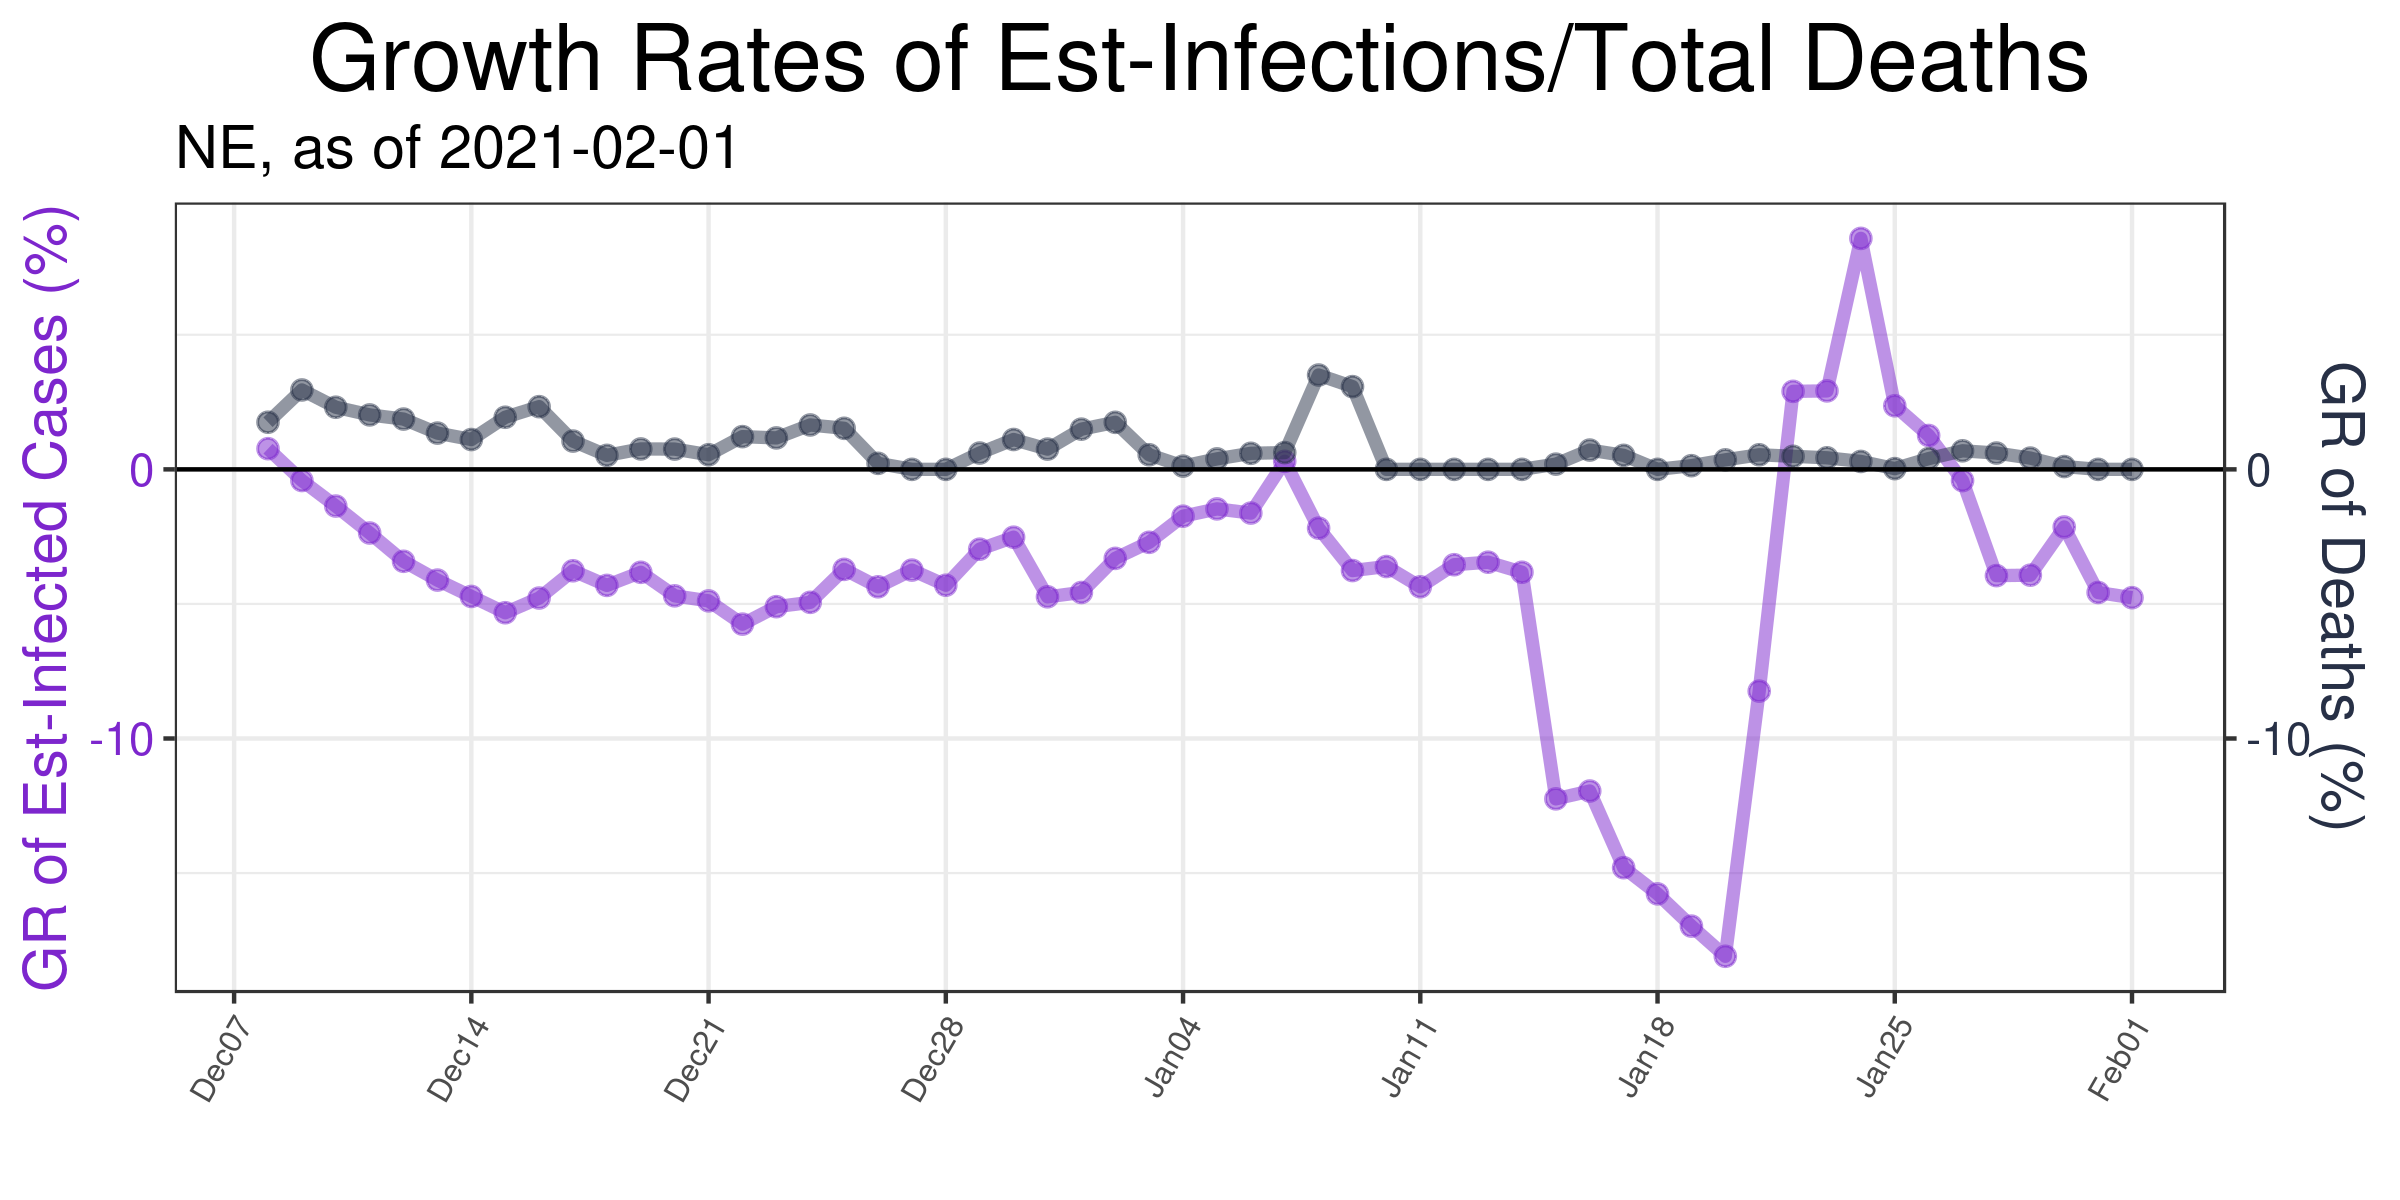 Growth Rates of Est-Infections/Total Deaths
NE, as of 2021-02-01
GR of Est-Infected Cases (%)
0
-10
0
-10
GR of Deaths (%)
Dec07
Dec14
Dec21
Dec28
Jan04
Jan11
Jan18
Jan25
Feb01